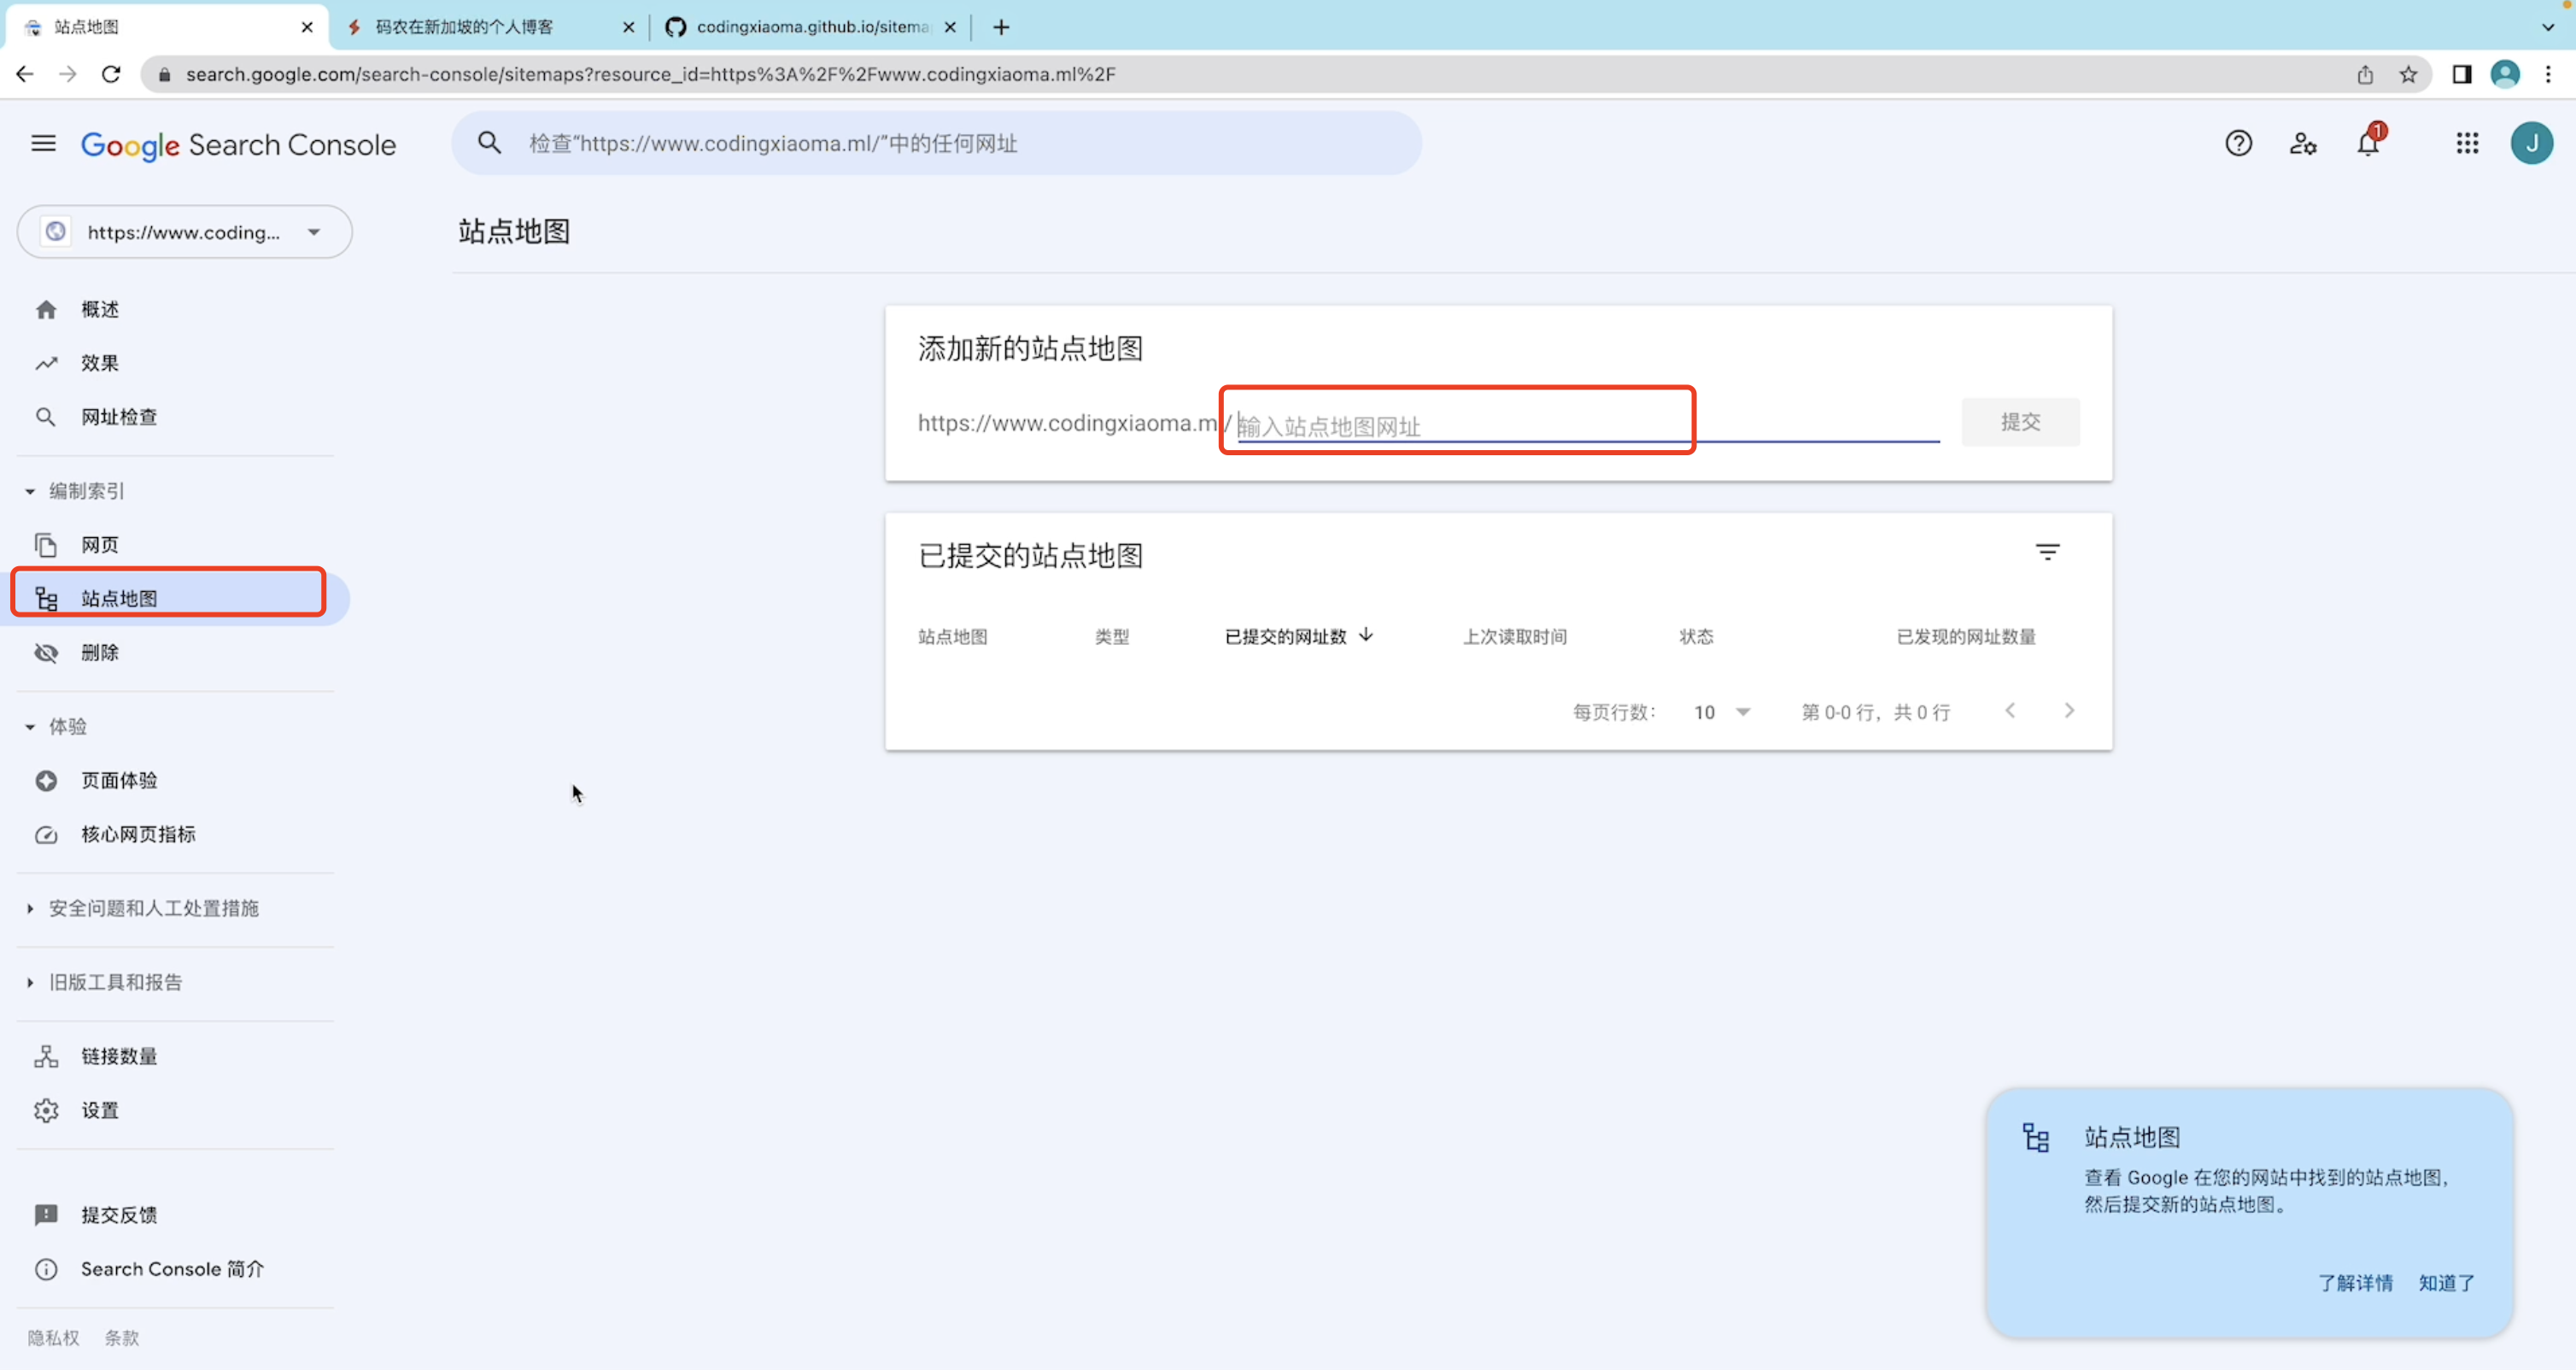 站点地图
码农在新加坡的个人博客
codingxiaoma.github.io/sitema
search.google.com/search-console/sitemaps?resource_id=https%3A%2F%2Fwww.codingxiaoma.ml%2F
Google Search Console
检查“https://www.codingxiaoma.ml/”中的任何网址
1
J
https://www.coding...
站点地图
概述
效果
网址检查
编制索引
网页
站点地图
删除
体验
页面体验
核心网页指标
安全问题和人工处置措施
旧版工具和报告
链接数量
设置
提交反馈
Search Console 简介
隐私权 条款
添加新的站点地图
https://www.codingxiaoma.ml/ 输入站点地图网址
提交
已提交的站点地图
站点地图 类型 已提交的网址数 上次读取时间 状态 已发现的网址数量
每页行数: 10 第 0-0 行，共 0 行
站点地图
查看 Google 在您的网站中找到的站点地图，
然后提交新的站点地图。
了解详情 知道了